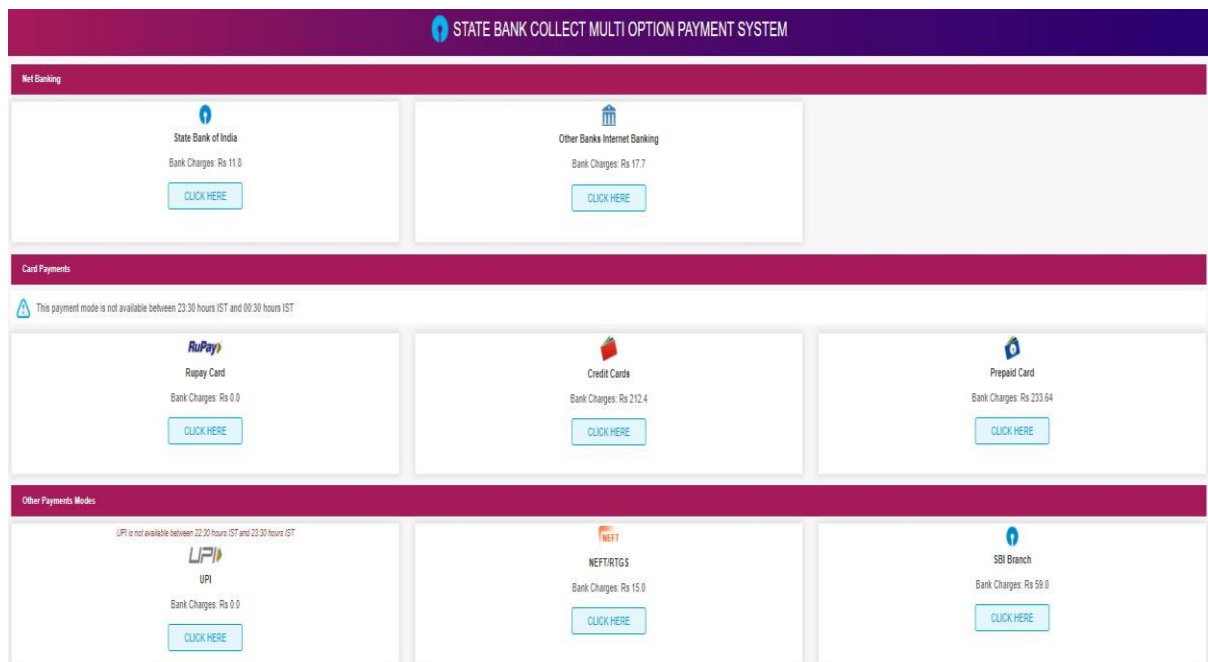 STATE BANK COLLECT MULTI OPTION PAYMENT SYSTEM
Net Banking
State Bank of India
Bank Charges: Rs 11.8
CLICK HERE
Other Banks Internet Banking
Bank Charges: Rs 17.7
CLICK HERE
Card Payments
This payment mode is not available between 23:30 hours IST and 00:30 hours IST
RuPay
Rupay Card
Bank Charges: Rs 0.0
CLICK HERE
Credit Cards
Bank Charges: Rs 212.4
CLICK HERE
Prepaid Card
Bank Charges: Rs 233.64
CLICK HERE
Other Payments Modes
UPI is not available between 22:30 hours IST and 23:30 hours IST
UPI
UPI
Bank Charges: Rs 0.0
CLICK HERE
NEFT
NEFT/RTGS
Bank Charges: Rs 15.0
CLICK HERE
SBI Branch
Bank Charges: Rs 59.0
CLICK HERE